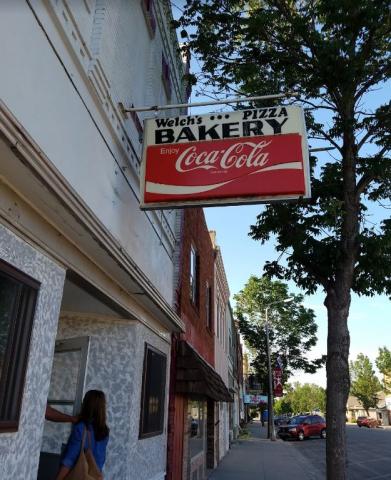 Welch's ••• PIZZA
BAKERY
Enjoy
Coca-Cola